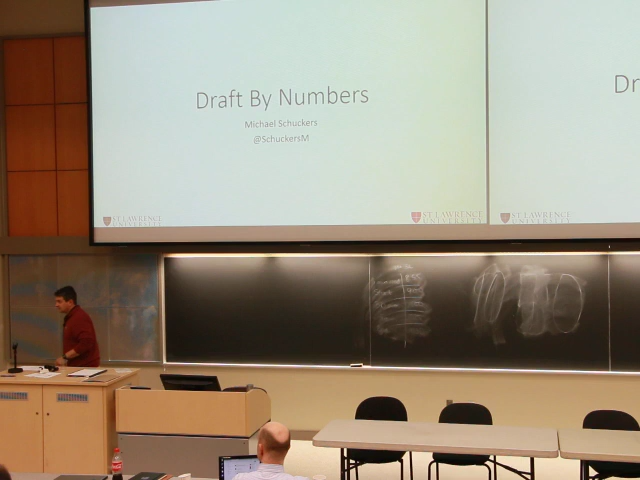 Draft By Numbers
Michael Schuckers
@SchuckersM
ST. LAWRENCE
UNIVERSITY
ST. LAWRENCE
UNIVERSITY
Dr
ST. LAWRENCE
UNIVERSITY